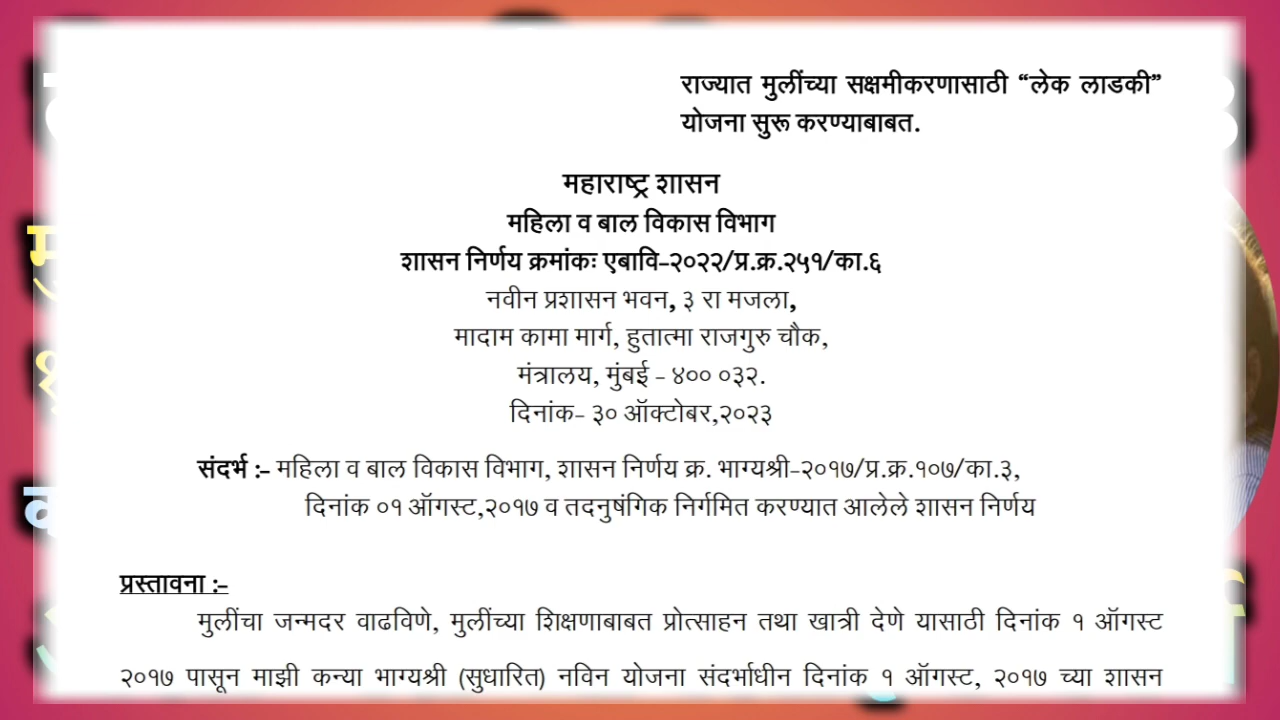 राज्यात मुलींच्या सक्षमीकरणासाठी “लेक लाडकी”
योजना सुरू करण्याबाबत.
महाराष्ट्र शासन
महिला व बाल विकास विभाग
शासन निर्णय क्रमांकः एबावि-२०२२/प्र.क्र.२५१/का.६
नवीन प्रशासन भवन, ३ रा मजला,
मादाम कामा मार्ग, हुतात्मा राजगुरु चौक,
मंत्रालय, मुंबई - ४०० ०३२.
दिनांक- ३० ऑक्टोबर,२०२३
संदर्भ :- महिला व बाल विकास विभाग, शासन निर्णय क्र. भाग्यश्री-२०१७/प्र.क्र.१०७/का.३,
दिनांक ०१ ऑगस्ट,२०१७ व तदनुषंगिक निर्गमित करण्यात आलेले शासन निर्णय
प्रस्तावना :-
मुलींचा जन्मदर वाढविणे, मुलींच्या शिक्षणाबाबत प्रोत्साहन तथा खात्री देणे यासाठी दिनांक १ ऑगस्ट
२०१७ पासून माझी कन्या भाग्यश्री (सुधारित) नविन योजना संदर्भाधीन दिनांक १ ऑगस्ट, २०१७ च्या शासन